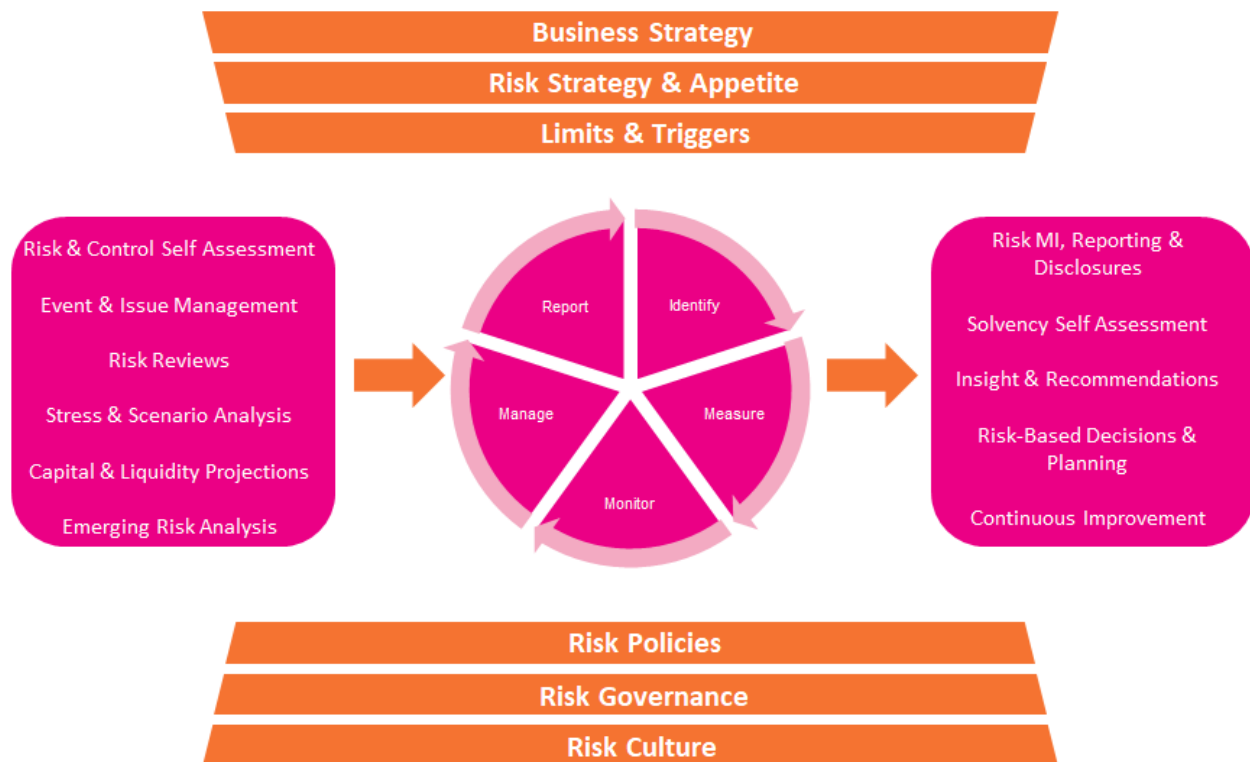 Business Strategy
Risk Strategy & Appetite
Limits & Triggers
Risk & Control Self Assessment
Event & Issue Management
Risk Reviews
Stress & Scenario Analysis
Capital & Liquidity Projections
Emerging Risk Analysis
Report
Identify
Manage
Measure
Monitor
Risk MI, Reporting &
Disclosures
Solvency Self Assessment
Insight & Recommendations
Risk-Based Decisions &
Planning
Continuous Improvement
Risk Policies
Risk Governance
Risk Culture